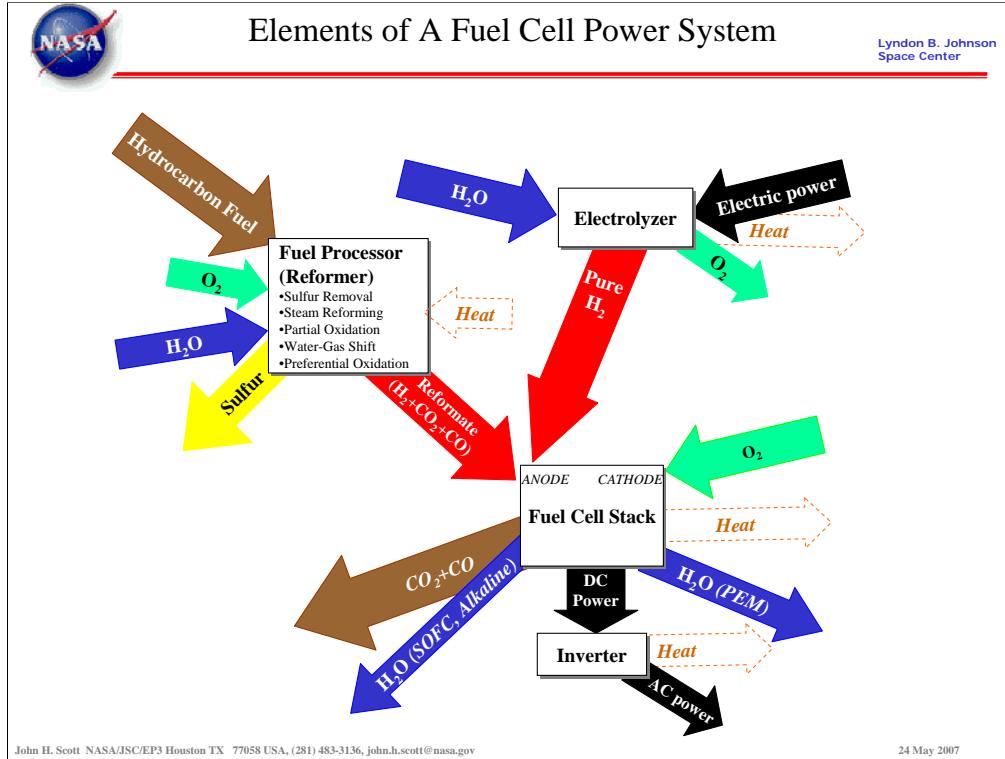 NASA
Elements of A Fuel Cell Power System
Lyndon B. Johnson
Space Center
Hydrocarbon Fuel
H₂O
Electrolyzer
Electric power
Heat
O₂
Pure
H₂
Fuel Processor
(Reformer)
•Sulfur Removal
•Steam Reforming
•Partial Oxidation
•Water-Gas Shift
•Preferential Oxidation
O₂
H₂O
Heat
Sulfur
Reformate
(H₂+CO₂+CO)
O₂
ANODE CATHODE
Fuel Cell Stack
Heat
CO₂+CO
H₂O (SOFC, Alkaline)
DC
Power
H₂O (PEM)
Inverter
Heat
AC power
John H. Scott NASA/JSC/EP3 Houston TX 77058 USA, (281) 483-3136, john.h.scott@nasa.gov
24 May 2007